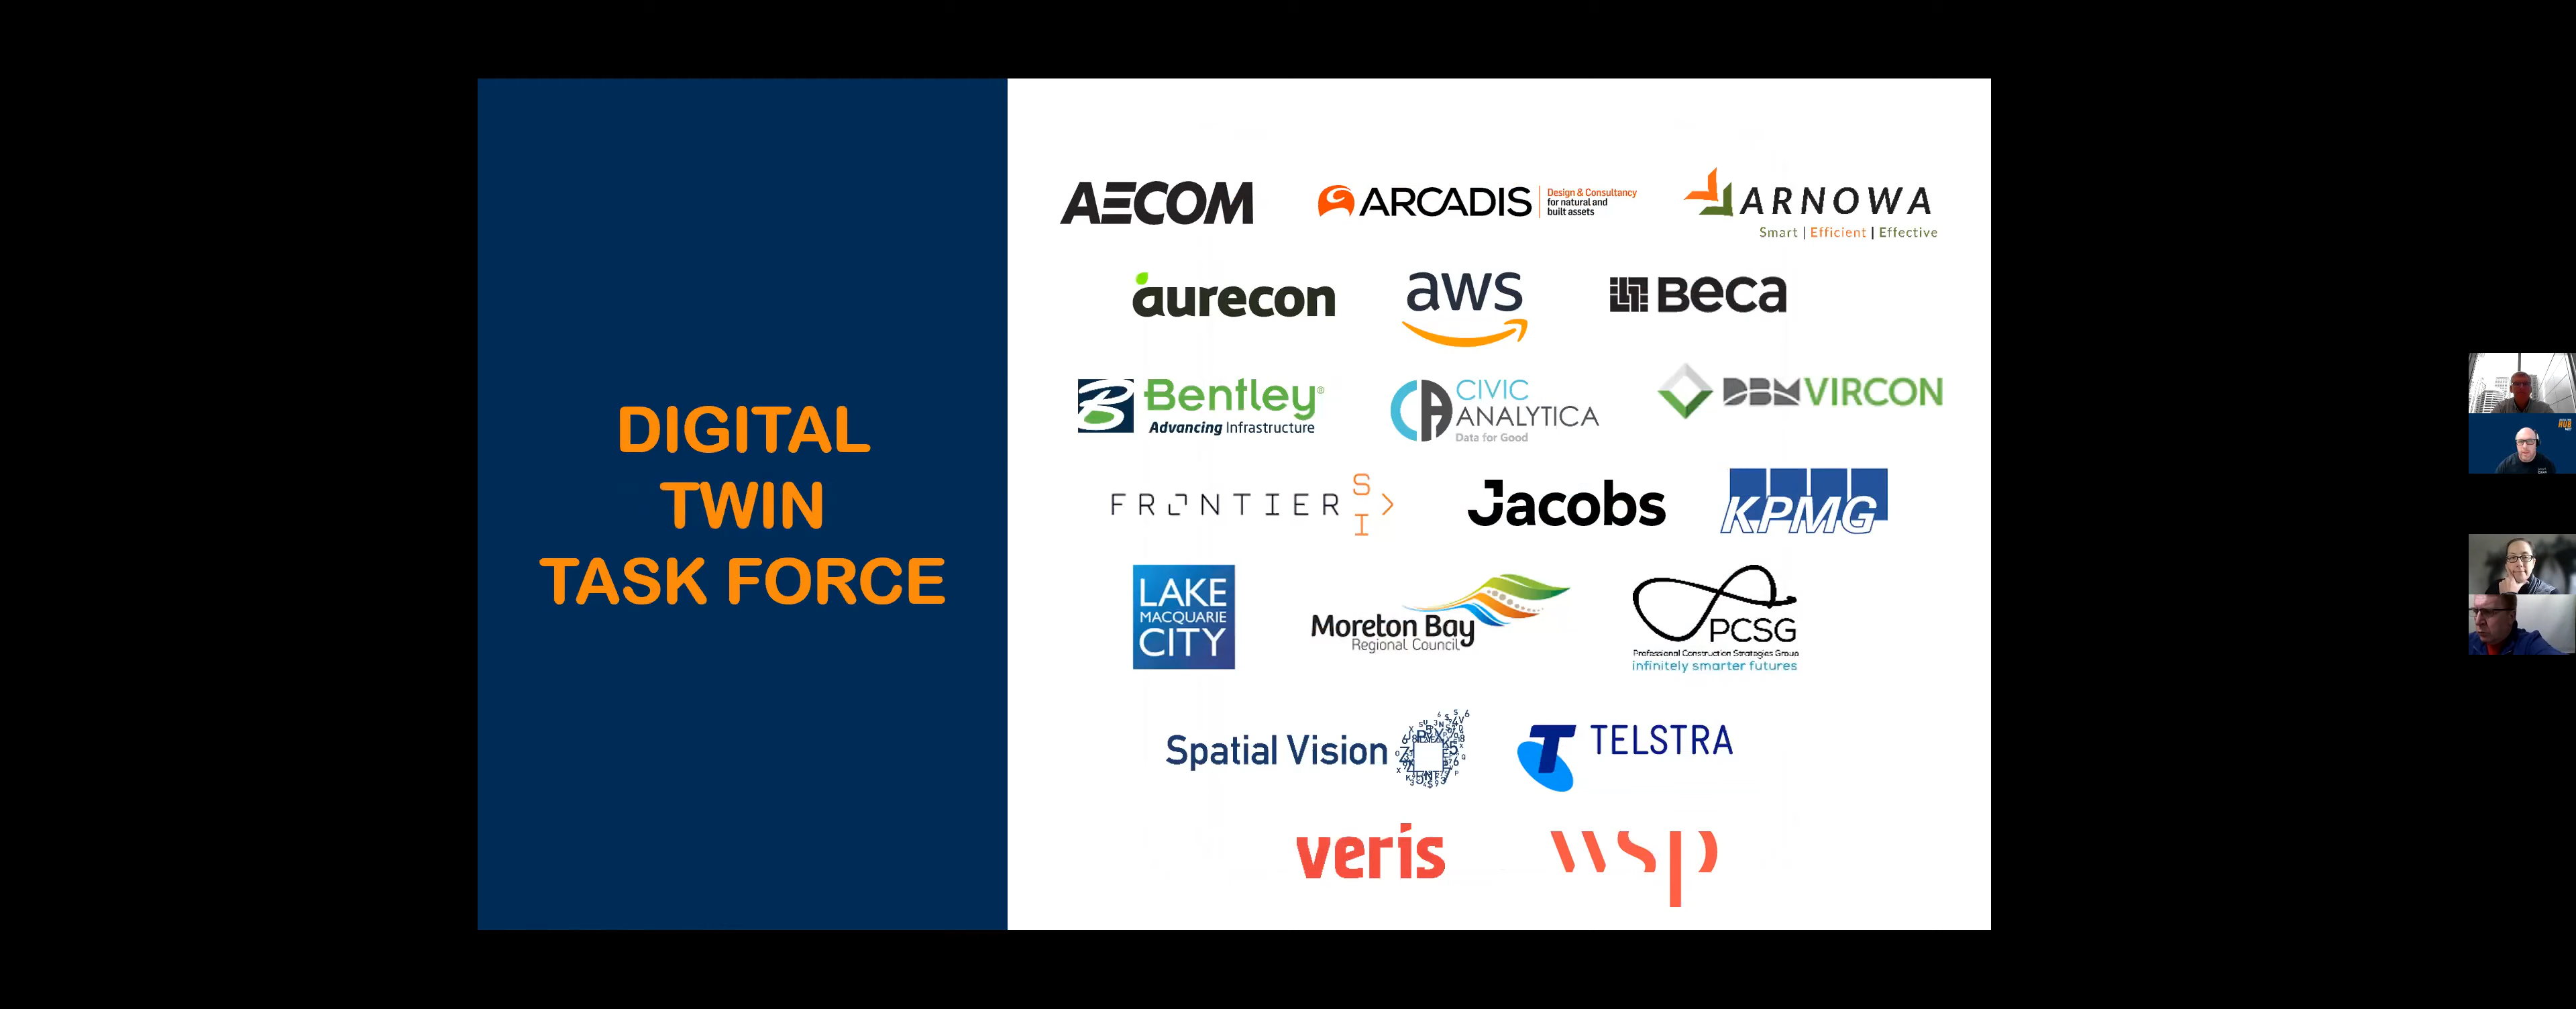 DIGITAL
TWIN
TASK FORCE
AECOM
ARCADIS
Design & Consultancy
for natural and
built assets
ARNOWA
Smart | Efficient | Effective
aurecon
aws
Beca
Bentley®
Advancing Infrastructure
CIVIC
ANALYTICA
Data for Good
DBM VIRCON
FRONTIER SI
Jacobs
KPMG
LAKE
MACQUARIE
CITY
Moreton Bay
Regional Council
PCSG
Professional Construction Strategies Group
infinitely smarter futures
Spatial Vision
TELSTRA
veris
wsp
HUB